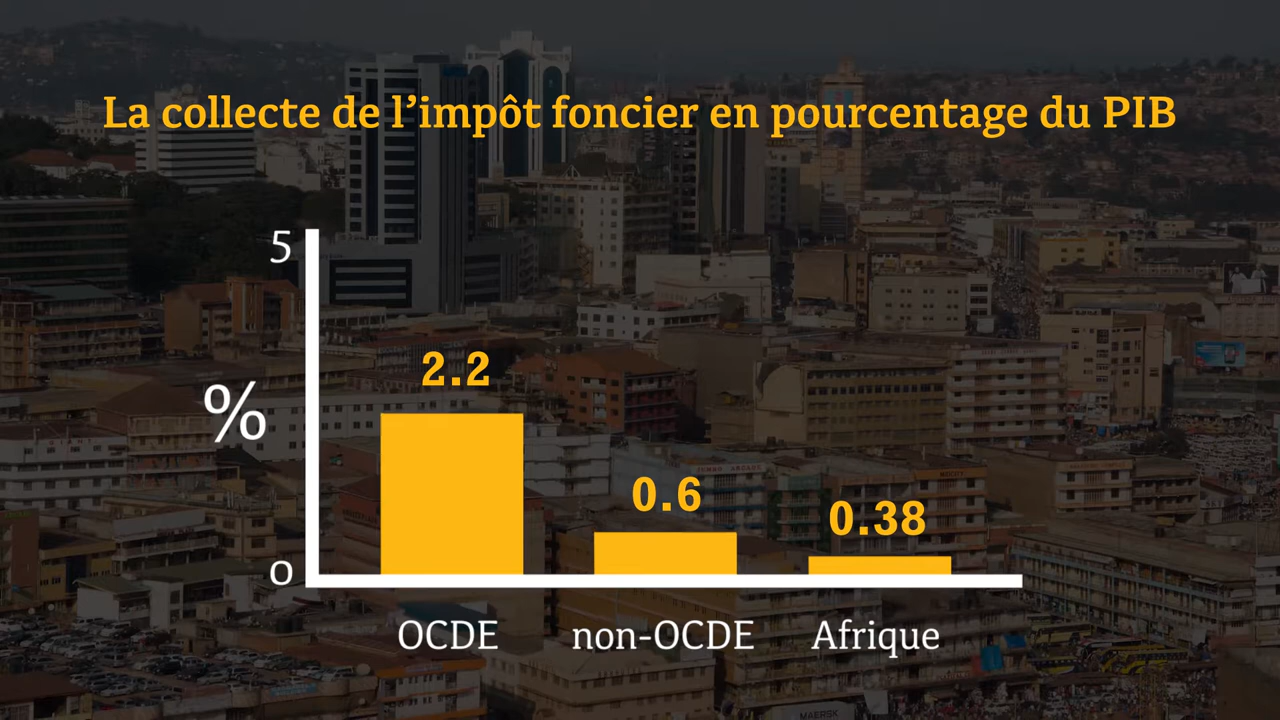 La collecte de l’impôt foncier en pourcentage du PIB
5
%
0
2.2
0.6
0.38
OCDE
non-OCDE
Afrique
MAERSK